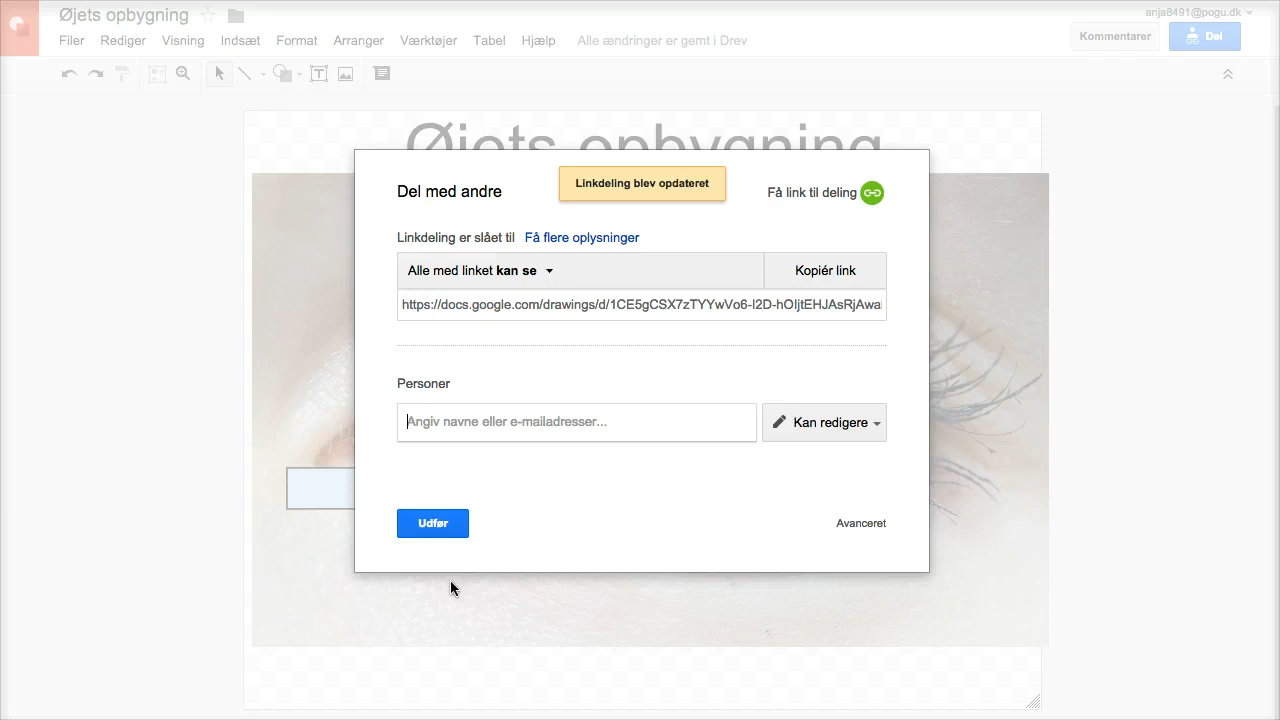 Øjets opbygning
anja8491@pogu.dk
Filer Rediger Visning Indsæt Format Arranger Værktøjer Tabel Hjælp Alle ændringer er gemt i Drev
Kommentarer
Del
Øjets opbygning
Del med andre
Linkdeling blev opdateret
Få link til deling
Linkdeling er slået til Få flere oplysninger
Alle med linket kan se
Kopiér link
https://docs.google.com/drawings/d/1CE5gCSX7zTYYwVo6-I2D-hOIjtEHJAsRjAwa
Personer
Angiv navne eller e-mailadresser...
Kan redigere
Udfør
Avanceret